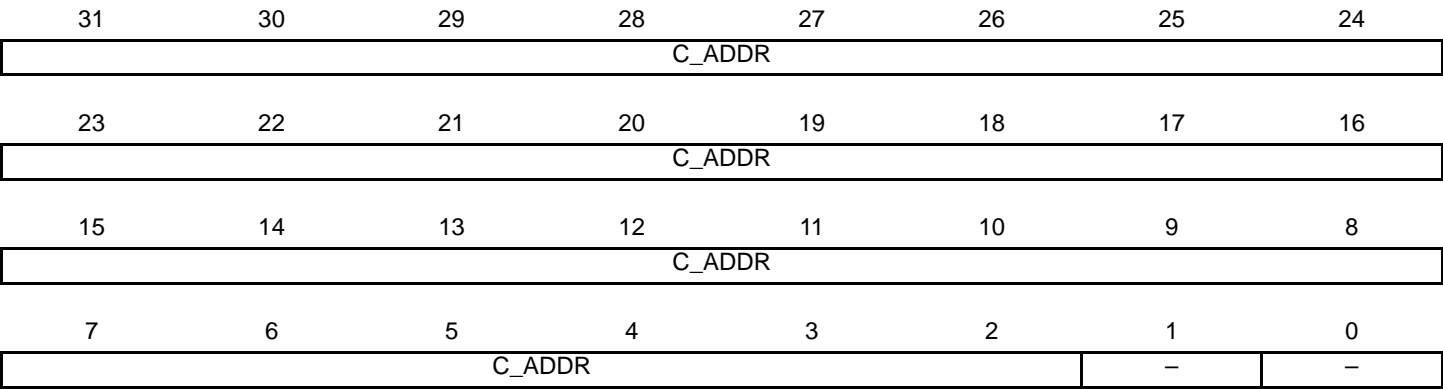 31 30 29 28 27 26 25 24
C_ADDR
23 22 21 20 19 18 17 16
C_ADDR
15 14 13 12 11 10 9 8
C_ADDR
7 6 5 4 3 2 1 0
C_ADDR – –